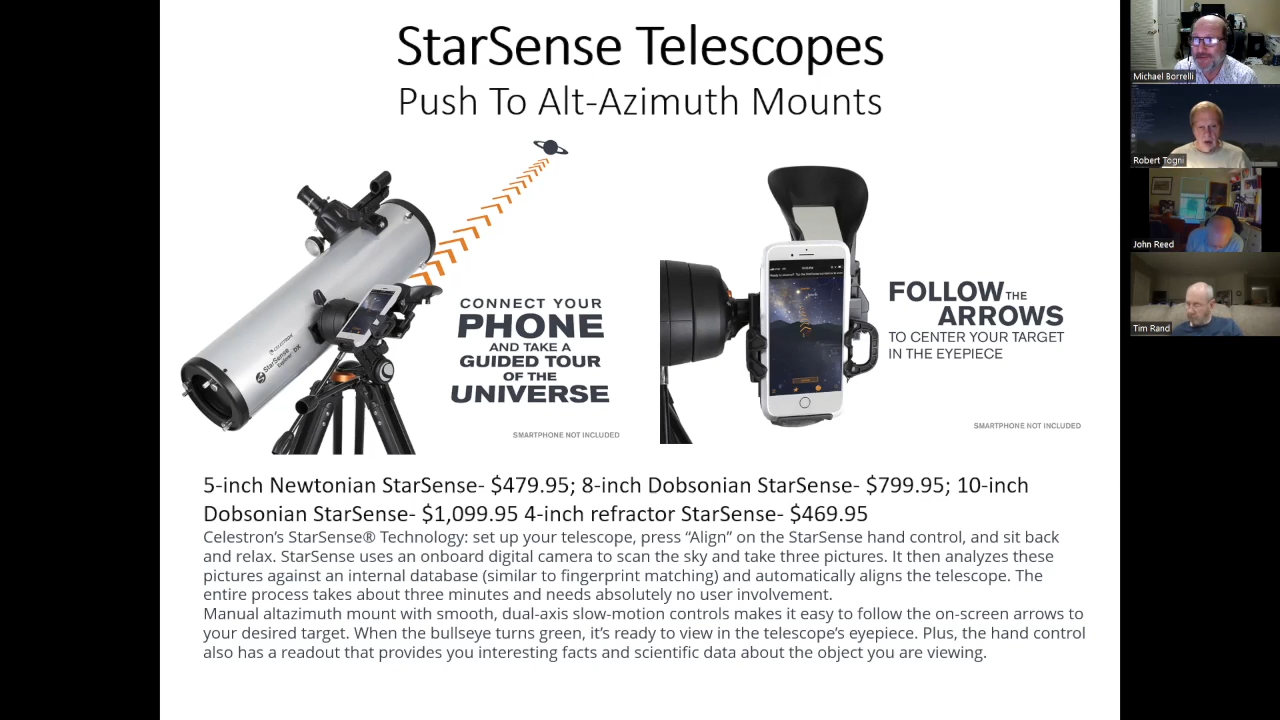 StarSense Telescopes
Push To Alt-Azimuth Mounts
CELESTRON
StarSense
Explorer DX
CONNECT YOUR
PHONE
AND TAKE A
GUIDED TOUR
OF THE
UNIVERSE
SMARTPHONE NOT INCLUDED
FOLLOW THE
ARROWS
TO CENTER YOUR TARGET
IN THE EYEPIECE
SMARTPHONE NOT INCLUDED
5-inch Newtonian StarSense- $479.95; 8-inch Dobsonian StarSense- $799.95; 10-inch
Dobsonian StarSense- $1,099.95 4-inch refractor StarSense- $469.95
Celestron’s StarSense® Technology: set up your telescope, press “Align” on the StarSense hand control, and sit back
and relax. StarSense uses an onboard digital camera to scan the sky and take three pictures. It then analyzes these
pictures against an internal database (similar to fingerprint matching) and automatically aligns the telescope. The
entire process takes about three minutes and needs absolutely no user involvement.
Manual altazimuth mount with smooth, dual-axis slow-motion controls makes it easy to follow the on-screen arrows to
your desired target. When the bullseye turns green, it’s ready to view in the telescope’s eyepiece. Plus, the hand control
also has a readout that provides you interesting facts and scientific data about the object you are viewing.
Michael Borrelli
Robert Togni
John Reed
Tim Rand